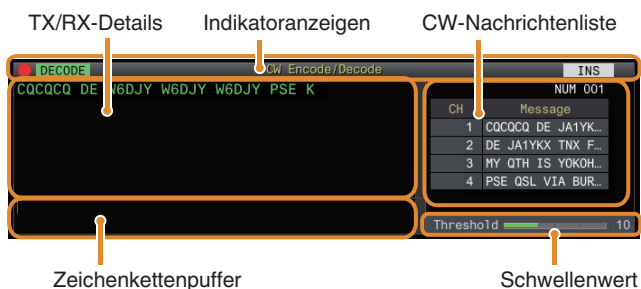 TX/RX-Details Indikatoranzeigen CW-Nachrichtenliste
DECODE CW Encode/Decode INS
CQCQCQ DE W6DJY W6DJY W6DJY PSE K
NUM 001
CH Message
1 CQCQCQ DE JA1YK…
2 DE JA1YKX TNX F…
3 MY QTH IS YOKOH…
4 PSE QSL VIA BUR…
Threshold 10
Zeichenkettenpuffer Schwellenwert